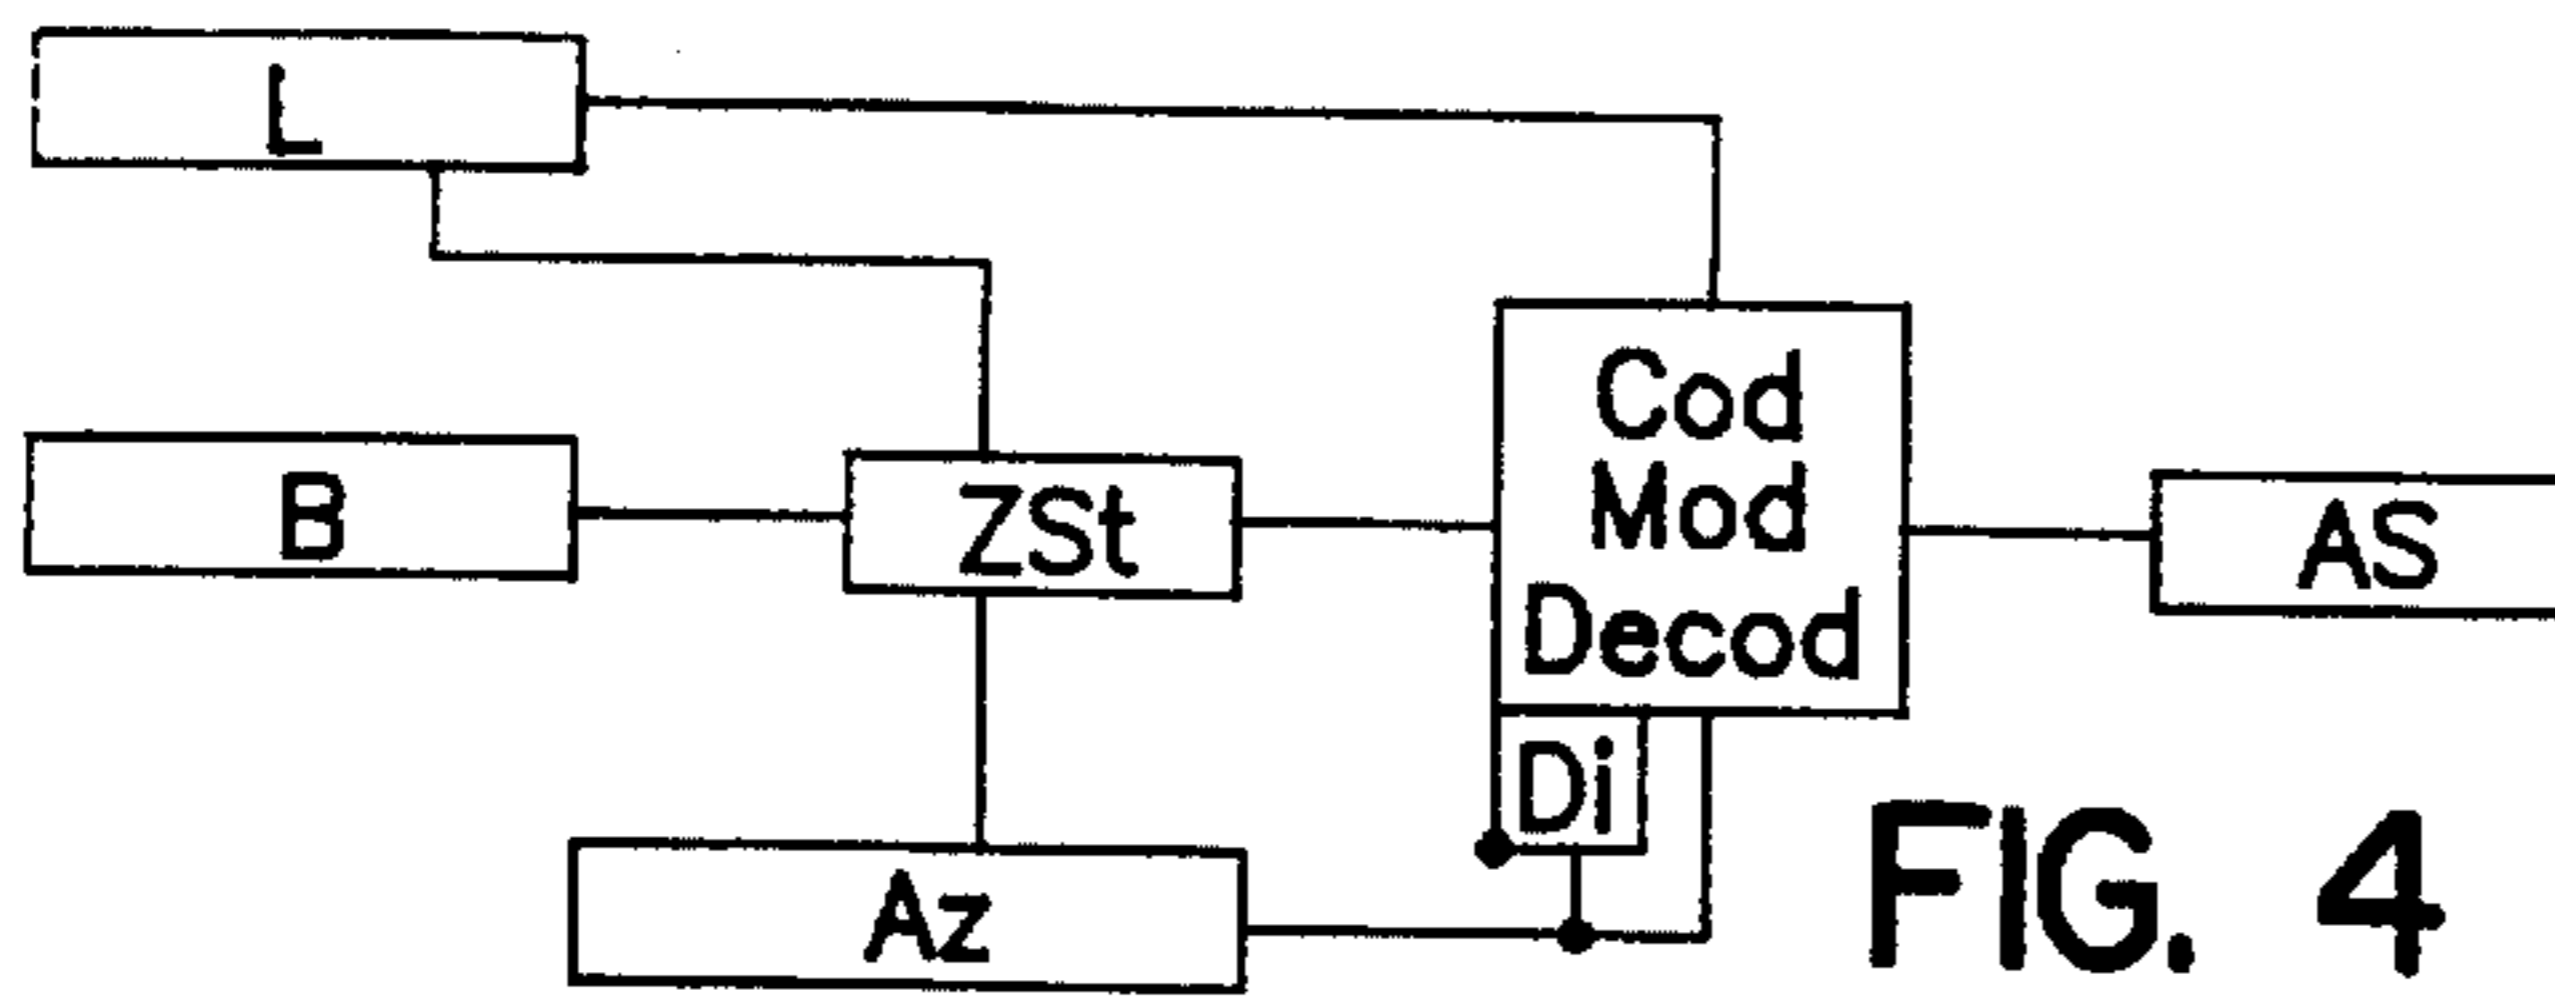 L
B
ZSt
Cod
Mod
Decod
AS
Di
Az
FIG. 4